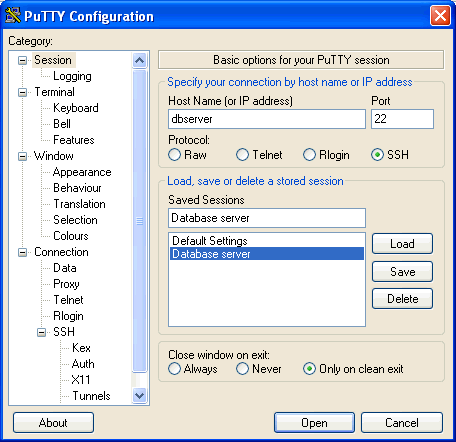 PuTTY Configuration
Category:
Session
Logging
Terminal
Keyboard
Bell
Features
Window
Appearance
Behaviour
Translation
Selection
Colours
Connection
Data
Proxy
Telnet
Rlogin
SSH
Kex
Auth
X11
Tunnels
Basic options for your PuTTY session
Specify your connection by host name or IP address
Host Name (or IP address) Port
dbserver 22
Protocol:
Raw Telnet Rlogin SSH
Load, save or delete a stored session
Saved Sessions
Database server
Default Settings
Database server
Load
Save
Delete
Close window on exit:
Always Never Only on clean exit
About Open Cancel